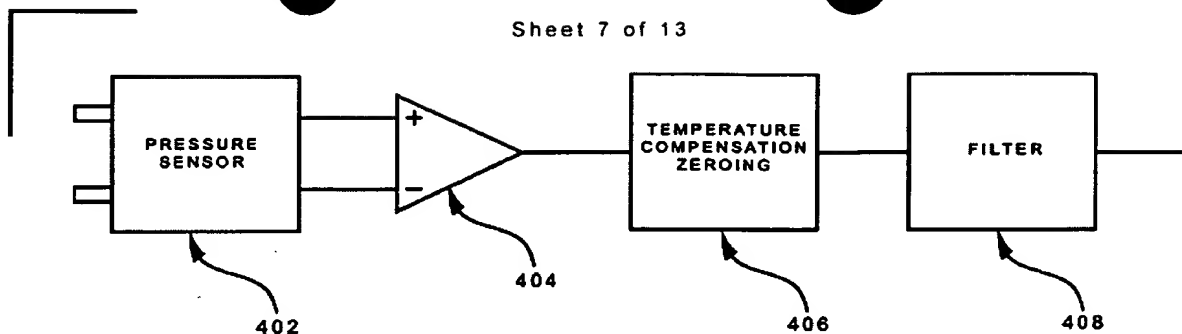 Sheet 7 of 13
PRESSURE
SENSOR
+
-
TEMPERATURE
COMPENSATION
ZEROING
FILTER
402
404
406
408